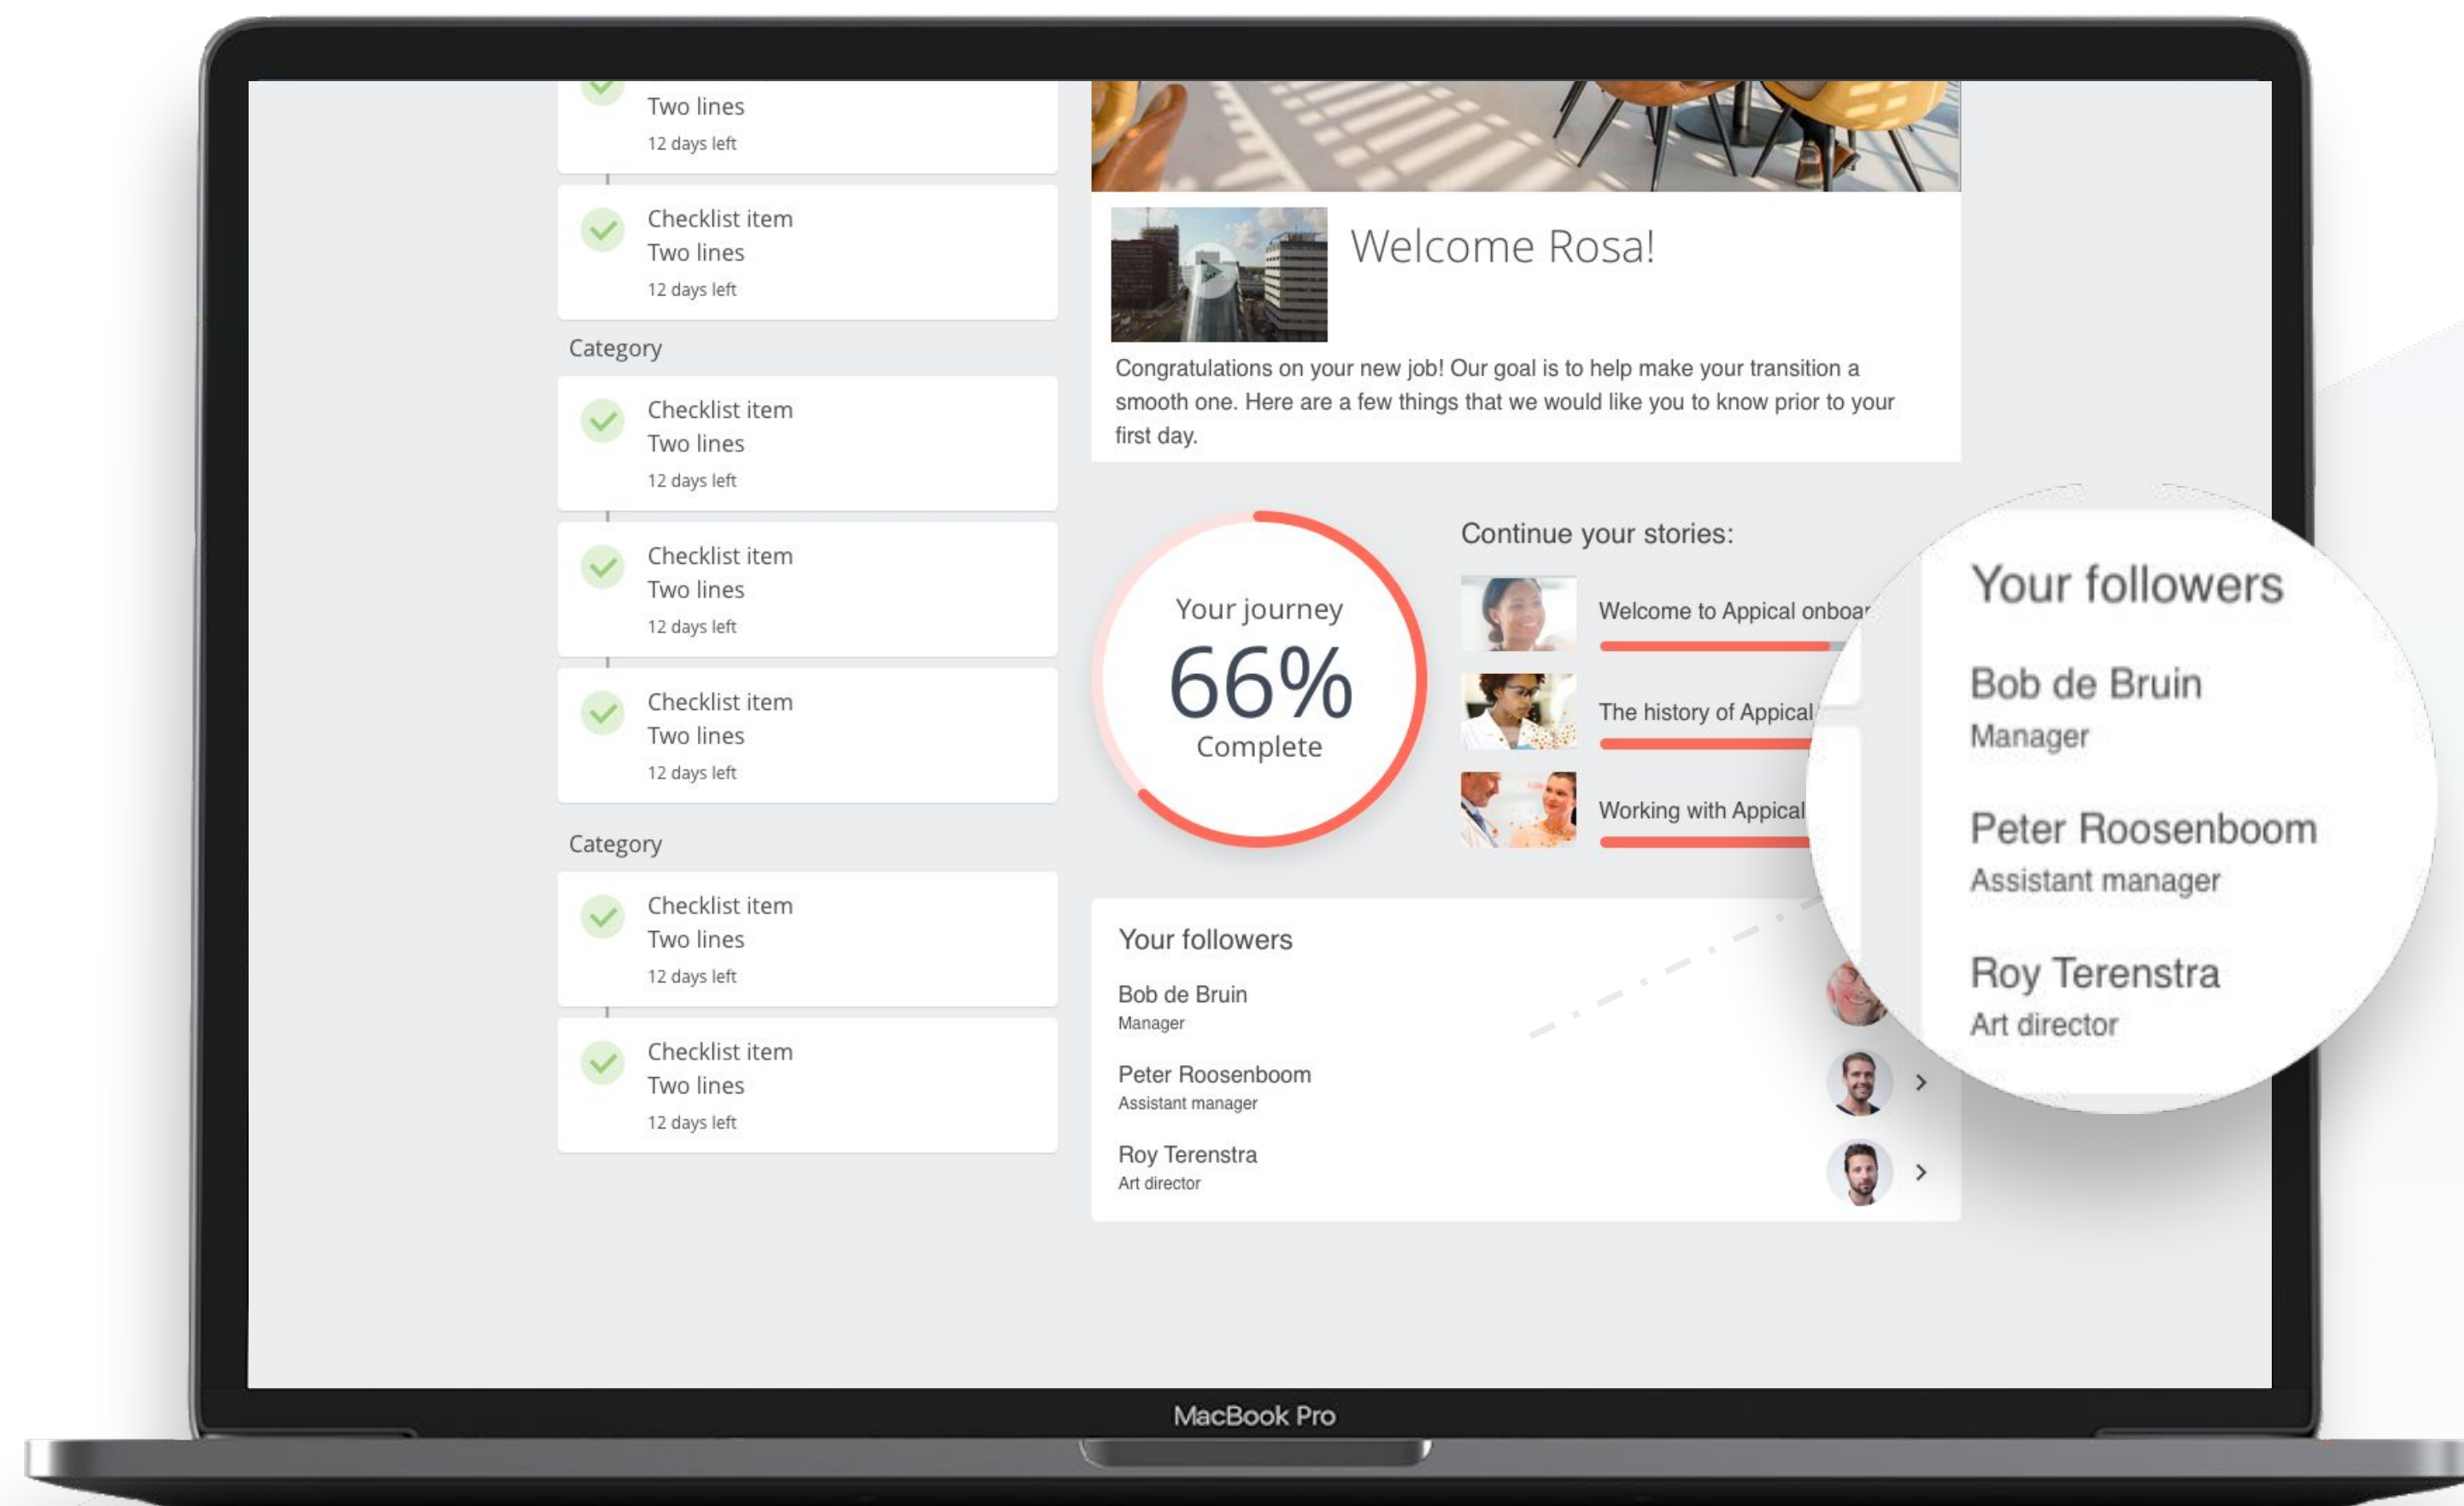 Two lines
12 days left
Checklist item
Two lines
12 days left
Category
Checklist item
Two lines
12 days left
Checklist item
Two lines
12 days left
Checklist item
Two lines
12 days left
Category
Checklist item
Two lines
12 days left
Checklist item
Two lines
12 days left
Welcome Rosa!
Congratulations on your new job! Our goal is to help make your transition a
smooth one. Here are a few things that we would like you to know prior to your
first day.
Your journey
66%
Complete
Continue your stories:
Welcome to Appical
The history of Appical
Working with Appical
Your followers
Bob de Bruin
Manager
Peter Roosenboom
Assistant manager
Roy Terenstra
Art director
Your followers
Bob de Bruin
Manager
Peter Roosenboom
Assistant manager
Roy Terenstra
Art director
MacBook Pro